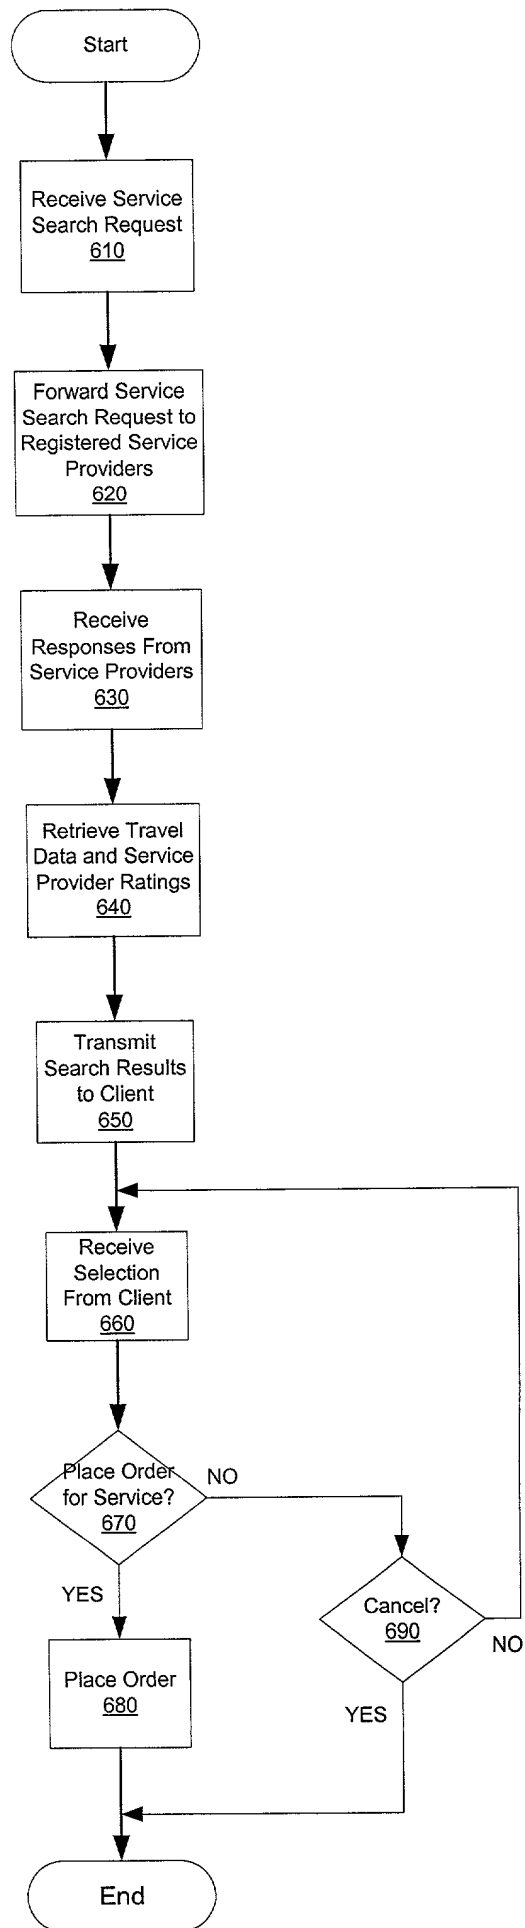 Start
Receive Service
Search Request
610
Forward Service
Search Request to
Registered Service
Providers
620
Receive
Responses From
Service Providers
630
Retrieve Travel
Data and Service
Provider Ratings
640
Transmit
Search Results
to Client
650
Receive
Selection
From Client
660
Place Order
for Service?
670
NO
YES
Cancel?
690
NO
YES
Place Order
680
End